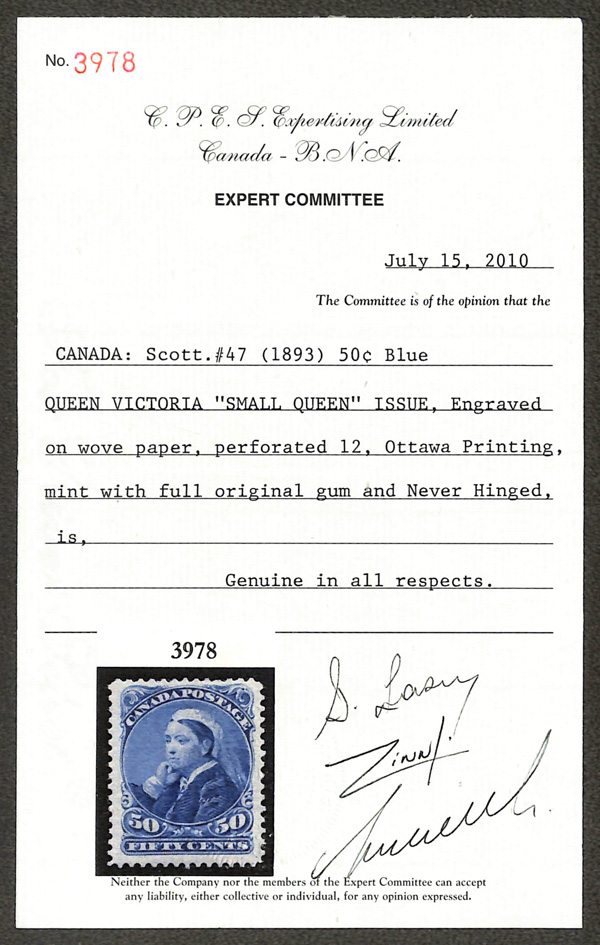 No. 3978
C. P. E. S. Expertising Limited
Canada - B.N.A.
EXPERT COMMITTEE
July 15, 2010
The Committee is of the opinion that the
CANADA: Scott.#47 (1893) 50¢ Blue
QUEEN VICTORIA "SMALL QUEEN" ISSUE, Engraved
on wove paper, perforated 12, Ottawa Printing,
mint with full original gum and Never Hinged,
is,
Genuine in all respects.
3978
CANADA POSTAGE
50 50
FIFTY CENTS
Neither the Company nor the members of the Expert Committee can accept
any liability, either collective or individual, for any opinion expressed.